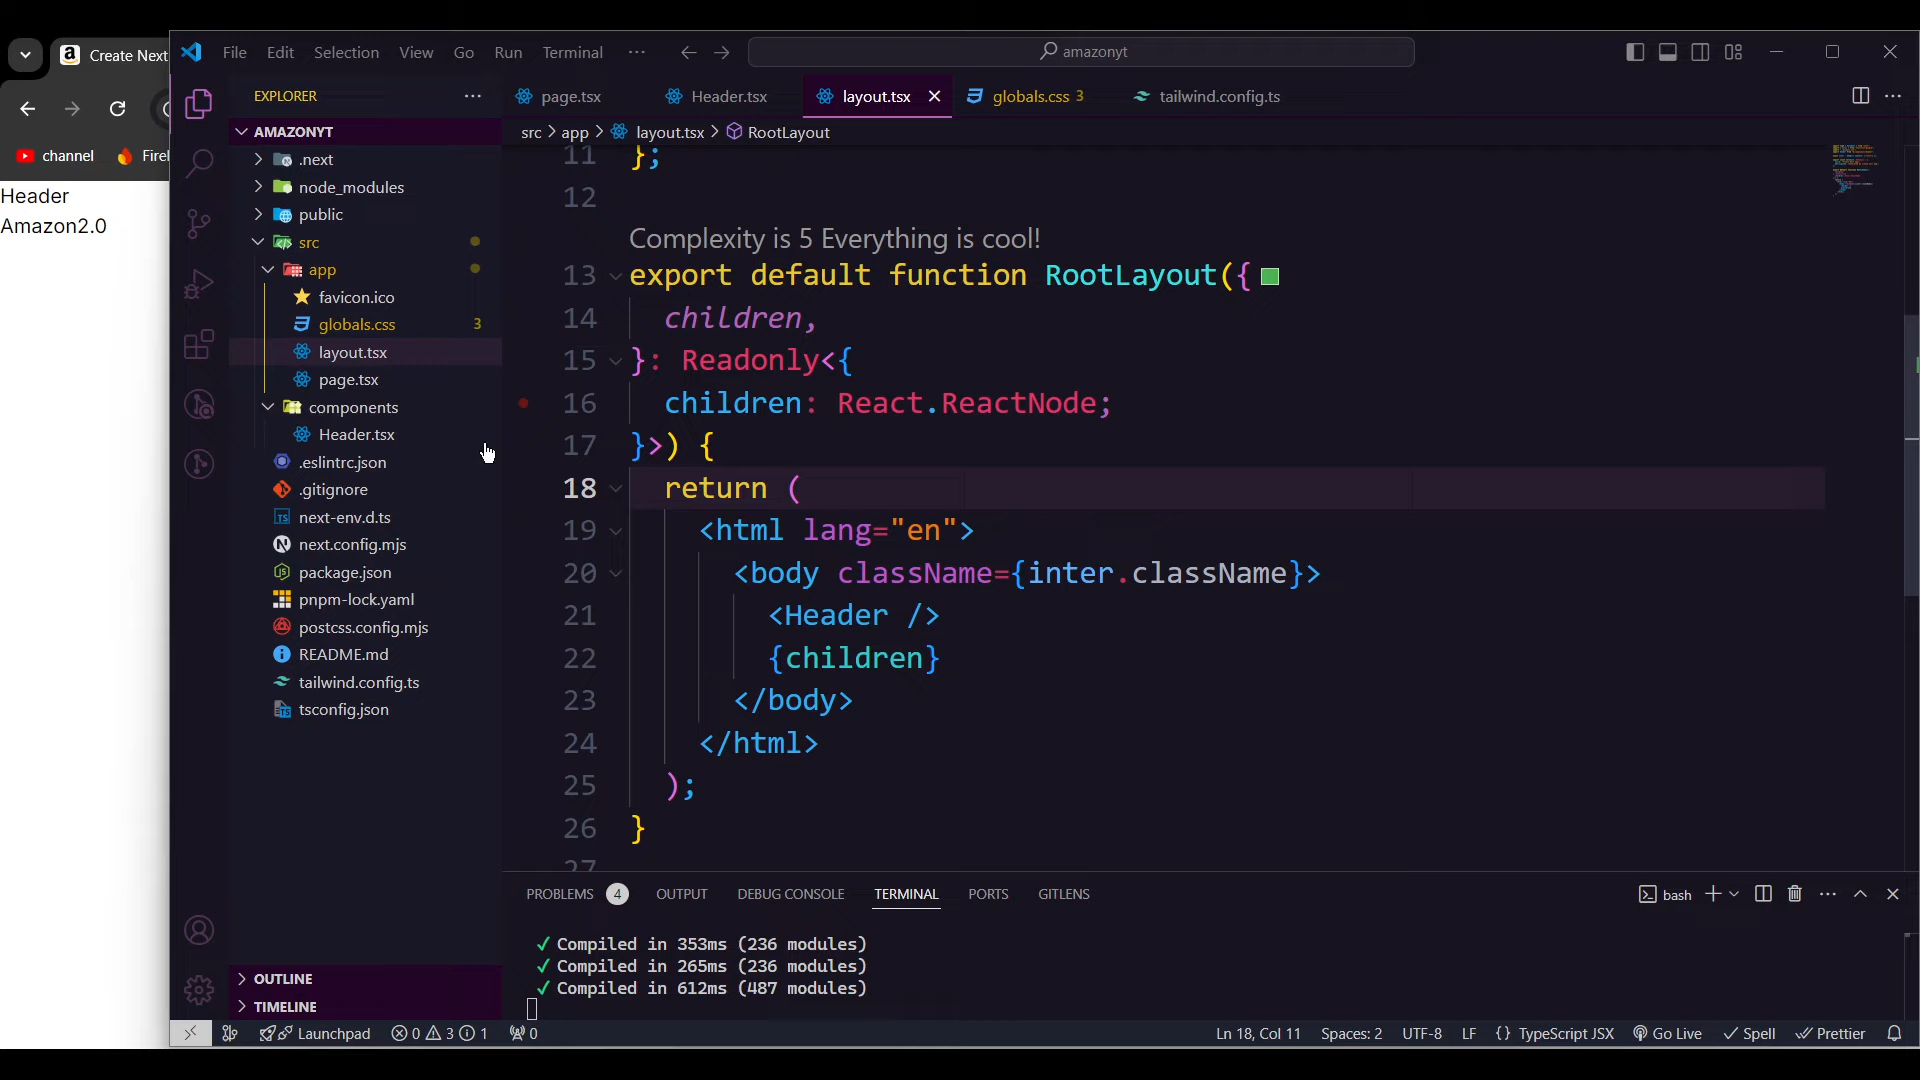 Create Next
channel
Firel
Header
Amazon2.0
File Edit Selection View Go Run Terminal ···
amazonyt
EXPLORER ···
AMAZONYT
.next
node_modules
public
src
app
favicon.ico
globals.css 3
layout.tsx
page.tsx
components
Header.tsx
.eslintrc.json
.gitignore
next-env.d.ts
next.config.mjs
package.json
pnpm-lock.yaml
postcss.config.mjs
README.md
tailwind.config.ts
tsconfig.json
OUTLINE
TIMELINE
page.tsx Header.tsx layout.tsx globals.css 3 tailwind.config.ts
src > app > layout.tsx > RootLayout
11 };
12
Complexity is 5 Everything is cool!
13 export default function RootLayout({
14 children,
15 }: Readonly<{
16 children: React.ReactNode;
17 }>) {
18 return (
19 <html lang="en">
20 <body className={inter.className}>
21 <Header />
22 {children}
23 </body>
24 </html>
25 );
26 }
27
PROBLEMS 4 OUTPUT DEBUG CONSOLE TERMINAL PORTS GITLENS bash
✓ Compiled in 353ms (236 modules)
✓ Compiled in 265ms (236 modules)
✓ Compiled in 612ms (487 modules)
Launchpad 0 3 1 0 Ln 18, Col 11 Spaces: 2 UTF-8 LF {} TypeScript JSX Go Live Spell Prettier